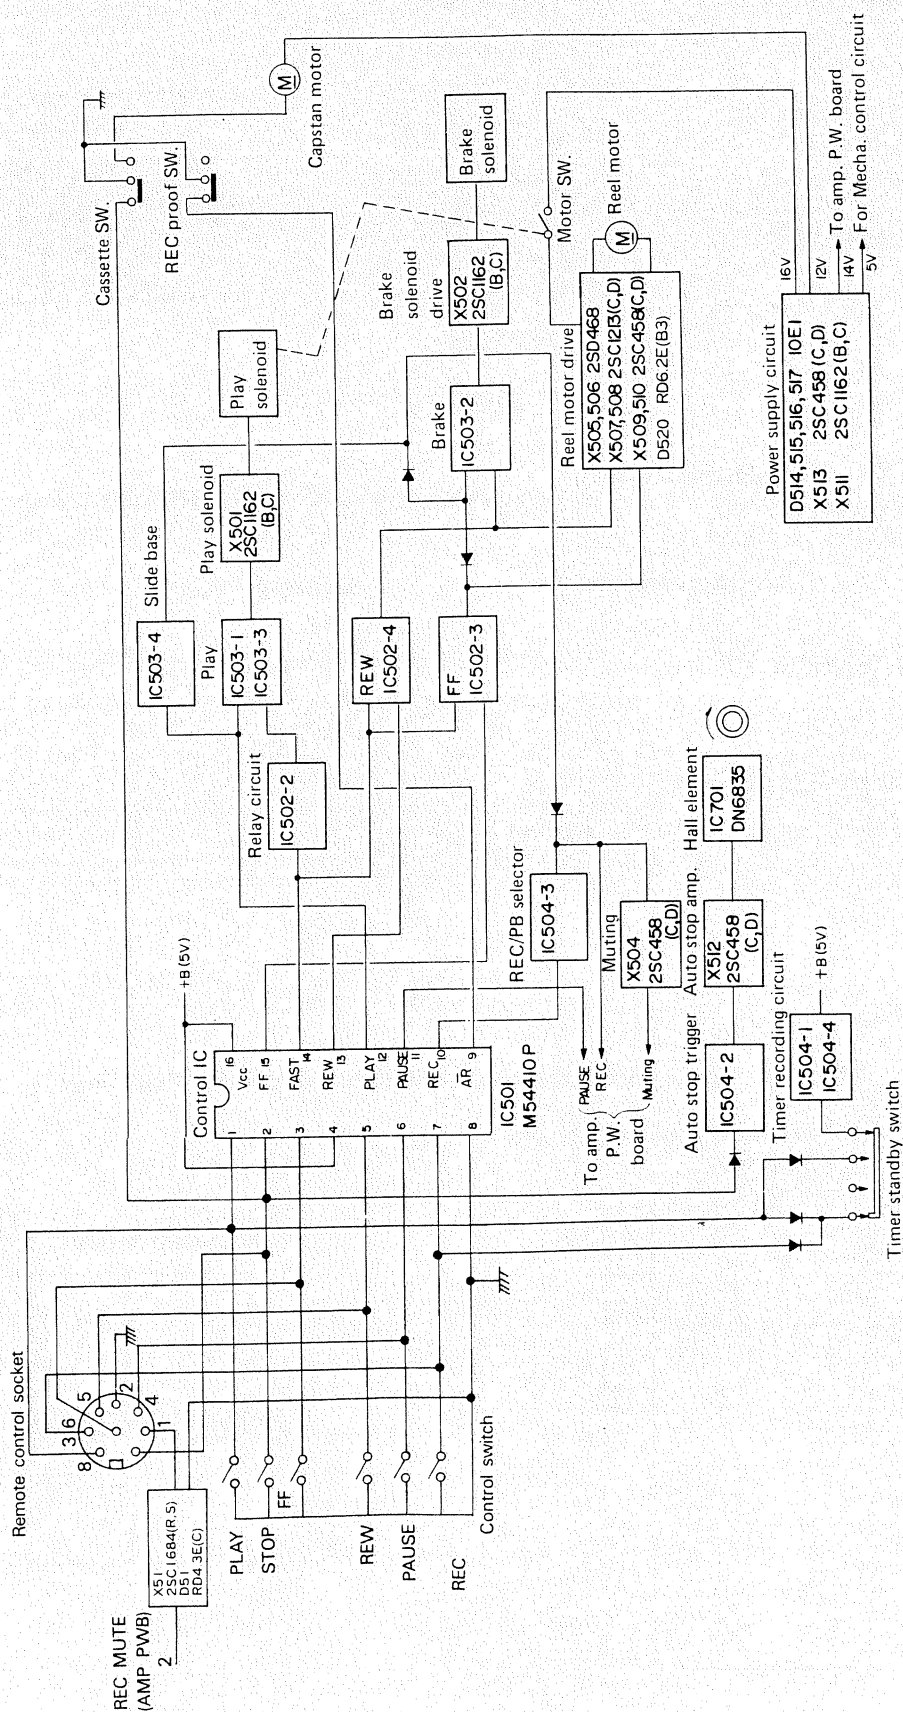 Cassette SW.
REC proof SW.
Capstan motor
M
Brake
solenoid
Brake
solenoid
drive
X502
2SC1162
(B,C)
Motor SW.
Reel motor
M
16V
12V
14V
5V
To amp. P.W. board
For Mecha. control circuit
Play
solenoid
Play solenoid
X501
2SC1162
(B,C)
Slide base
IC503-4
Play
IC503-1
IC503-3
Brake
IC503-2
Reel motor drive
X505,506 2SD468
X507,508 2SC1213(C,D)
X509,510 2SC458(C,D)
D520 RD6.2E(B3)
Power supply circuit
D514,515,516,517 10E1
X513 2SC458(C,D)
X511 2SC1162(B,C)
REW
IC502-4
FF
IC502-3
Relay circuit
IC502-2
REC/PB selector
IC504-3
Muting
X504
2SC458
(C,D)
Hall element
IC701
DN6835
Auto stop amp.
X512
2SC458
(C,D)
Auto stop trigger
IC504-2
Timer recording circuit
IC504-1
IC504-4
+B(5V)
Timer standby switch
+B(5V)
Control IC
16
Vcc
15
FF
14
FAST
13
REW
12
PLAY
11
PAUSE
10
REC
9
AR
1
2
3
4
5
6
7
8
IC501
M54410P
PAUSE
REC
Muting
To amp.
P.W.
board
Remote control socket
8
3
6
5
2
4
1
X51
2SC1684(R.S)
D51
RD4.3E(C)
REC MUTE
(AMP PWB)
2
PLAY
STOP
FF
REW
PAUSE
REC
Control switch